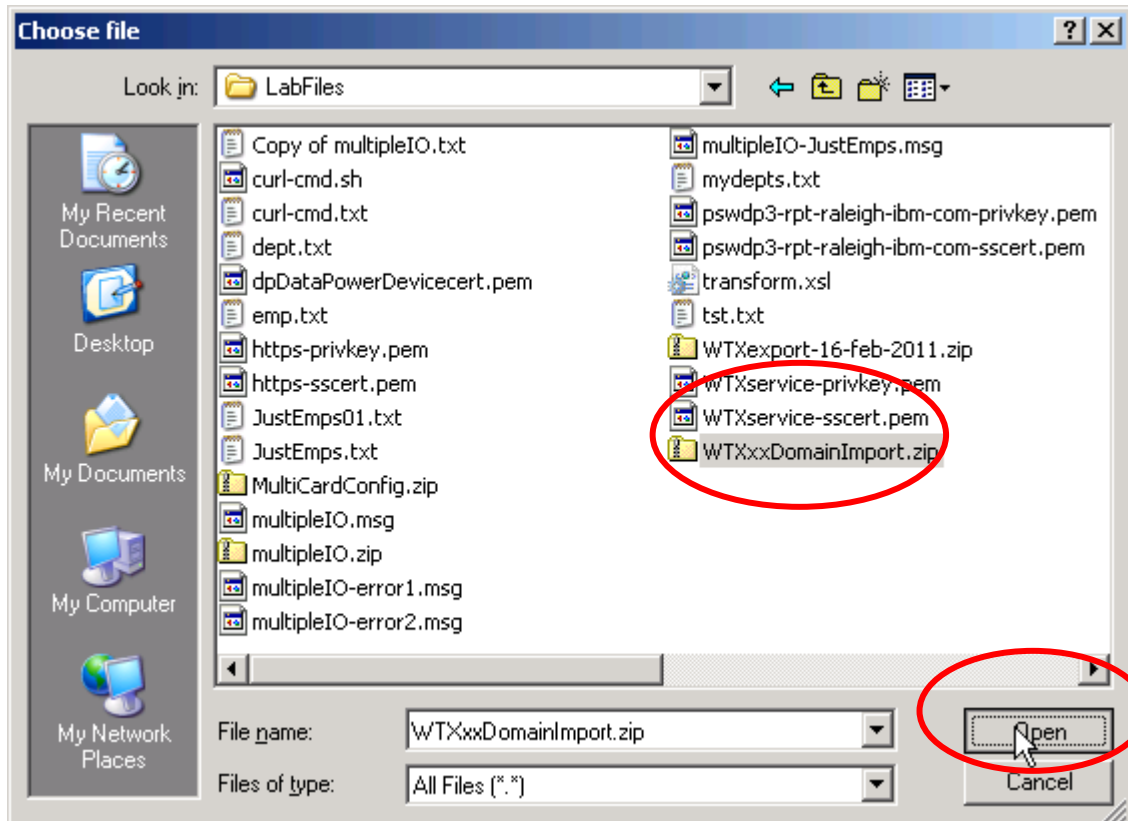 Choose file
Look in:
LabFiles
My Recent
Documents
Desktop
My Documents
My Computer
My Network
Places
Copy of multipleIO.txt
curl-cmd.sh
curl-cmd.txt
dept.txt
dpDataPowerDevicecert.pem
emp.txt
https-privkey.pem
https-sscert.pem
JustEmps01.txt
JustEmps.txt
MultiCardConfig.zip
multipleIO.msg
multipleIO.zip
multipleIO-error1.msg
multipleIO-error2.msg
multipleIO-JustEmps.msg
mydepts.txt
pswdp3-rpt-raleigh-ibm-com-privkey.pem
pswdp3-rpt-raleigh-ibm-com-sscert.pem
transform.xsl
tst.txt
WTXexport-16-feb-2011.zip
WTXservice-privkey.pem
WTXservice-sscert.pem
WTXxxDomainImport.zip
File name:
WTXxxDomainImport.zip
Open
Files of type:
All Files (*.*)
Cancel